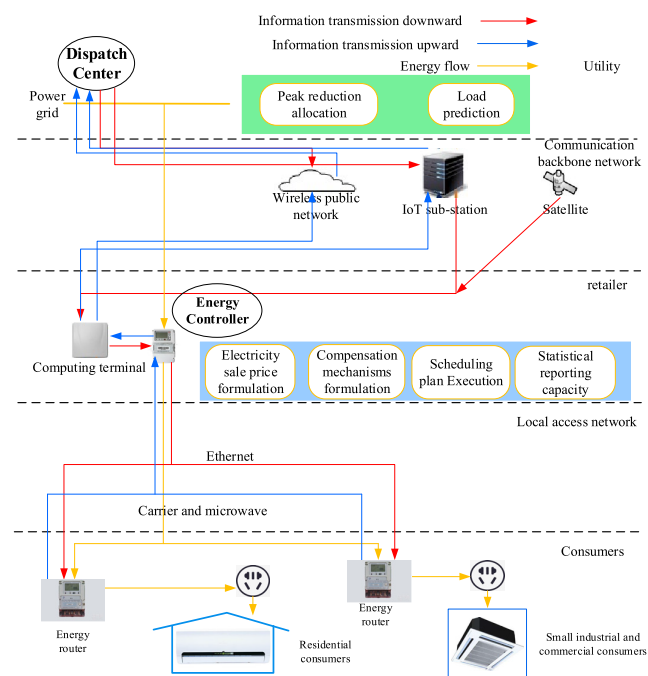 Information transmission downward
Information transmission upward
Energy flow
Utility
Dispatch
Center
Power
grid
Peak reduction
allocation
Load
prediction
Communication
backbone network
Wireless public
network
IoT sub-station
Satellite
retailer
Energy
Controller
Computing terminal
Electricity
sale price
formulation
Compensation
mechanisms
formulation
Scheduling
plan Execution
Statistical
reporting
capacity
Local access network
Ethernet
Carrier and microwave
Consumers
Energy
router
Residential
consumers
Energy
router
Small industrial and
commercial consumers